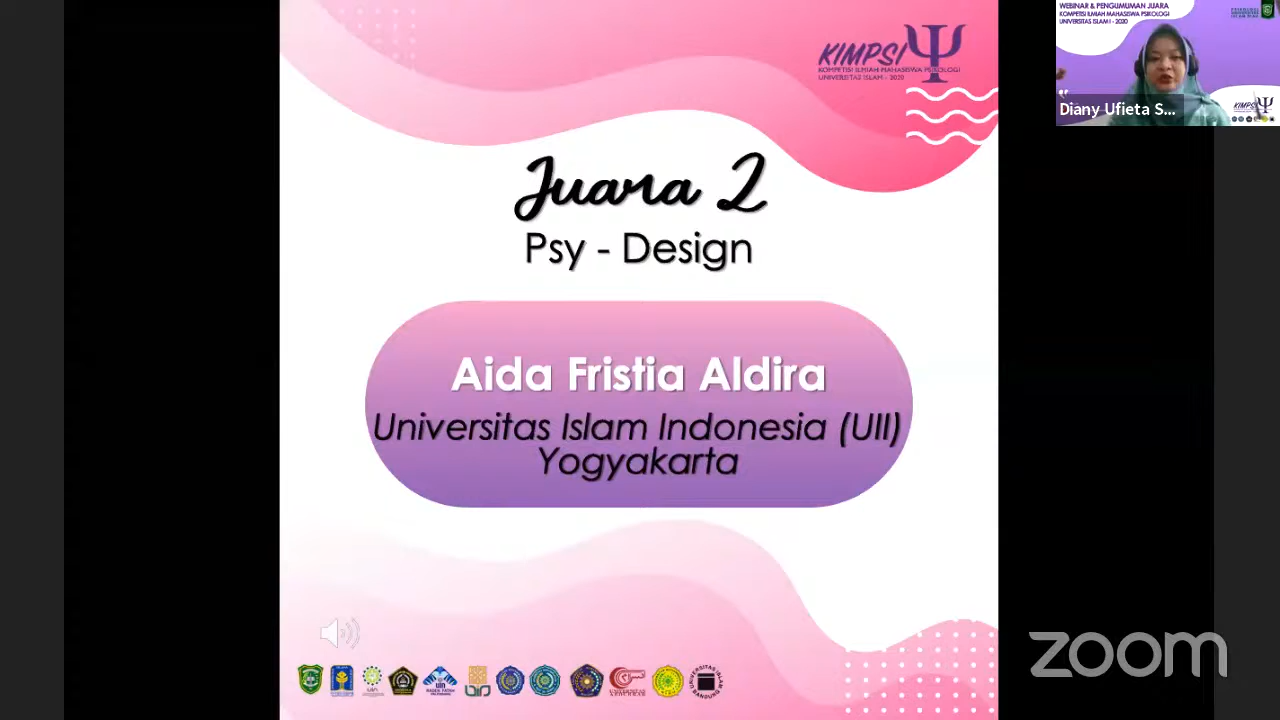 KIMPSI
KOMPETISI ILMIAH MAHASISWA PSIKOLOGI
UNIVERSITAS ISLAM - 2020
Juara 2
Psy - Design
Aida Fristia Aldira
Universitas Islam Indonesia (UII)
Yogyakarta
WEBINAR & PENGUMUMAN JUARA
KOMPETISI ILMIAH MAHASISWA PSIKOLOGI
UNIVERSITAS ISLAM I - 2020
Diany Ufieta S...
KIMPSI
zoom